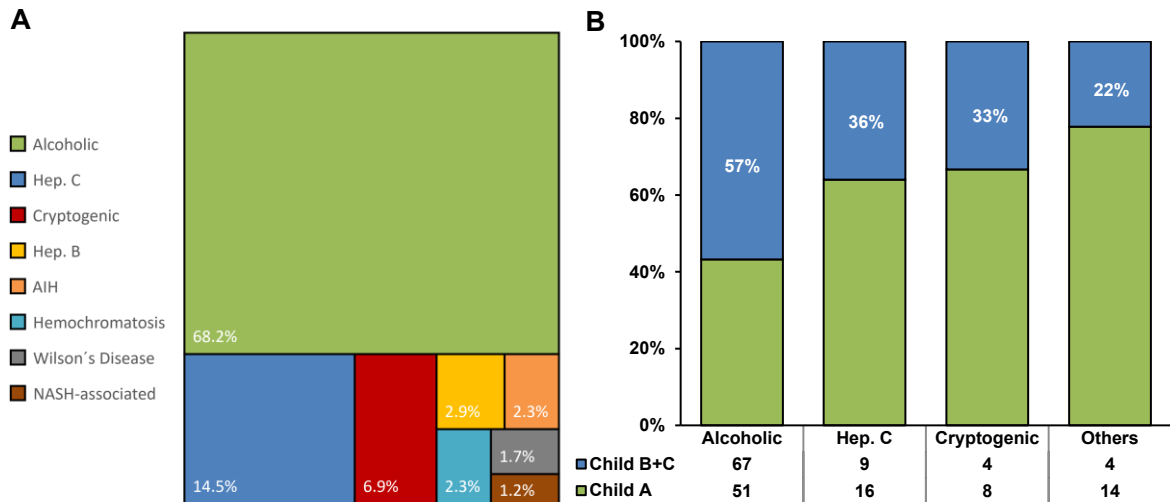 A
Alcoholic
Hep. C
Cryptogenic
Hep. B
AIH
Hemochromatosis
Wilson´s Disease
NASH-associated
68.2%
14.5%
6.9%
2.9%
2.3%
2.3%
1.7%
1.2%
B
100%
80%
60%
40%
20%
0%
57%
36%
33%
22%
Alcoholic Hep. C Cryptogenic Others
Child B+C 67 9 4 4
Child A 51 16 8 14